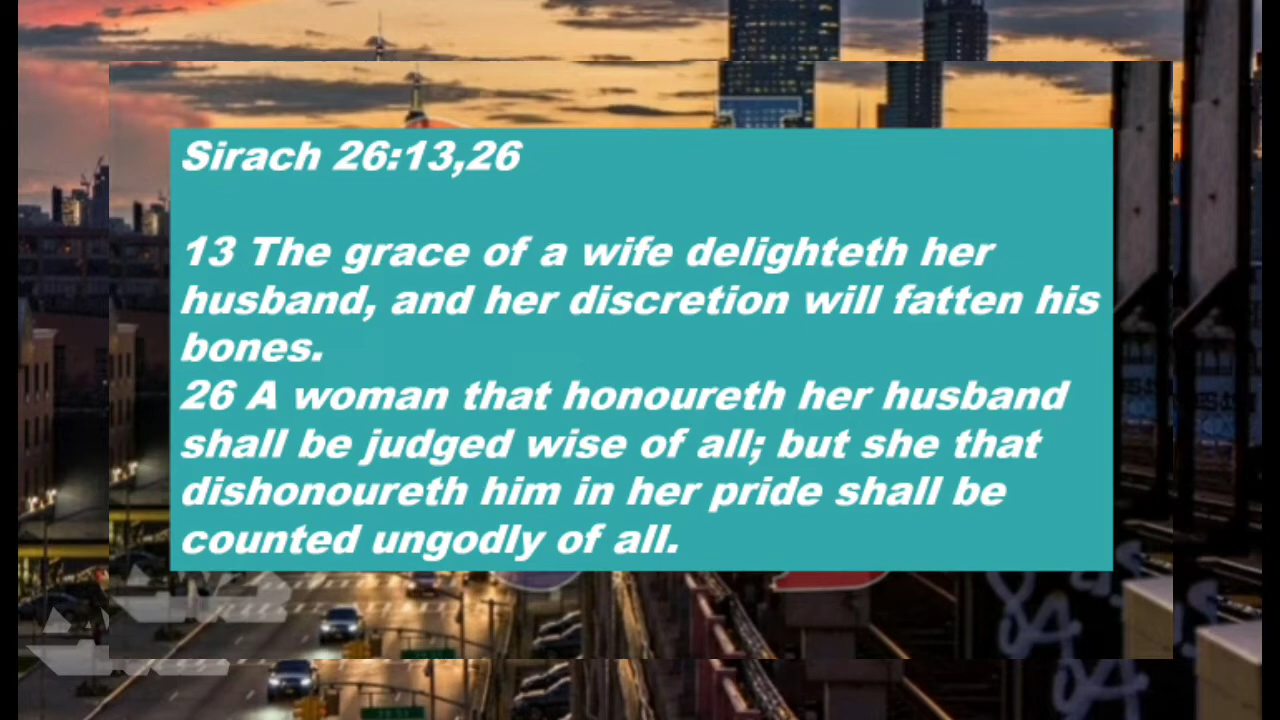 Sirach 26:13,26
13 The grace of a wife delighteth her
husband, and her discretion will fatten his
bones.
26 A woman that honoureth her husband
shall be judged wise of all; but she that
dishonoureth him in her pride shall be
counted ungodly of all.